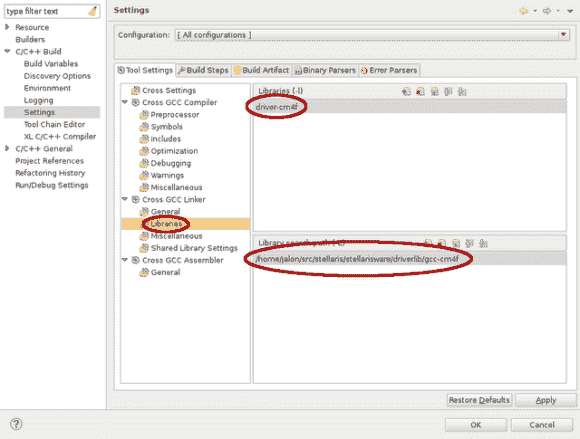 type filter text
Settings
Resource
Builders
C/C++ Build
Build Variables
Discovery Options
Environment
Logging
Settings
Tool Chain Editor
XL C/C++ Compiler
C/C++ General
Project References
Refactoring History
Run/Debug Settings
Configuration: [ All configurations ]
Tool Settings Build Steps Build Artifact Binary Parsers Error Parsers
Cross Settings
Cross GCC Compiler
Preprocessor
Symbols
Includes
Optimization
Debugging
Warnings
Miscellaneous
Cross GCC Linker
General
Libraries
Miscellaneous
Shared Library Settings
Cross GCC Assembler
General
Libraries (-l)
driver-cm4f
Library search path
/home/jalon/src/stellaris/stellarisware/driverlib/gcc-cm4f
Restore Defaults Apply
OK Cancel